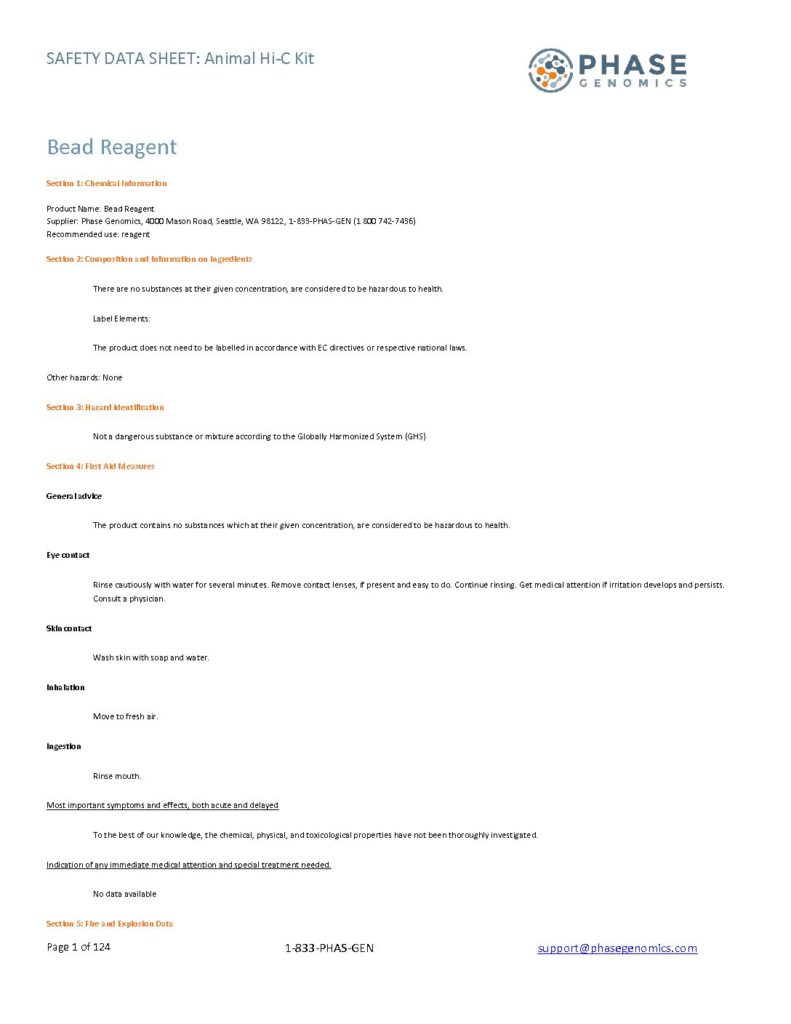 SAFETY DATA SHEET: Animal Hi-C Kit
PHASE
GENOMICS
Bead Reagent
Section 1: Chemical Information
Product Name: Bead Reagent
Supplier: Phase Genomics, 4000 Mason Road, Seattle, WA 98122, 1-833-PHAS-GEN (1 800 742-7436)
Recommended use: reagent
Section 2: Composition and Information on Ingredients
There are no substances at their given concentration, are considered to be hazardous to health.
Label Elements:
The product does not need to be labelled in accordance with EC directives or respective national laws.
Other hazards: None
Section 3: Hazard Identification
Not a dangerous substance or mixture according to the Globally Harmonized System (GHS)
Section 4: First Aid Measures
General advice
The product contains no substances which at their given concentration, are considered to be hazardous to health.
Eye contact
Rinse cautiously with water for several minutes. Remove contact lenses, if present and easy to do. Continue rinsing. Get medical attention if irritation develops and persists.
Consult a physician.
Skin contact
Wash skin with soap and water.
Inhalation
Move to fresh air.
Ingestion
Rinse mouth.
Most important symptoms and effects, both acute and delayed
To the best of our knowledge, the chemical, physical, and toxicological properties have not been thoroughly investigated.
Indication of any immediate medical attention and special treatment needed.
No data available
Section 5: Fire and Explosion Data
Page 1 of 124
1-833-PHAS-GEN
support@phasegenomics.com